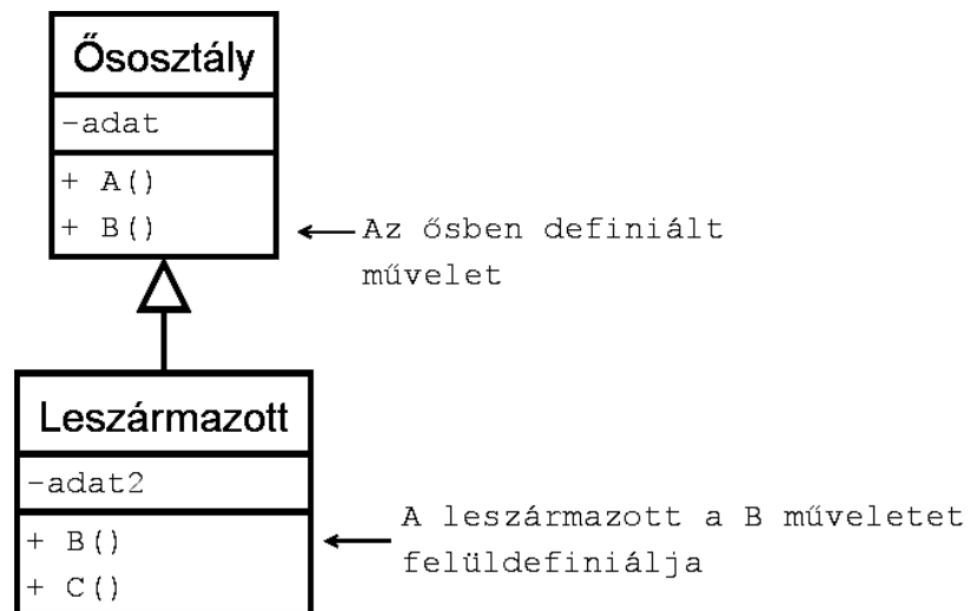 Ősosztály
-adat
+ A()
+ B()
Az ősben definiált
művelet
Leszármazott
-adat2
+ B()
+ C()
A leszármazott a B műveletet
felüldefiniálja